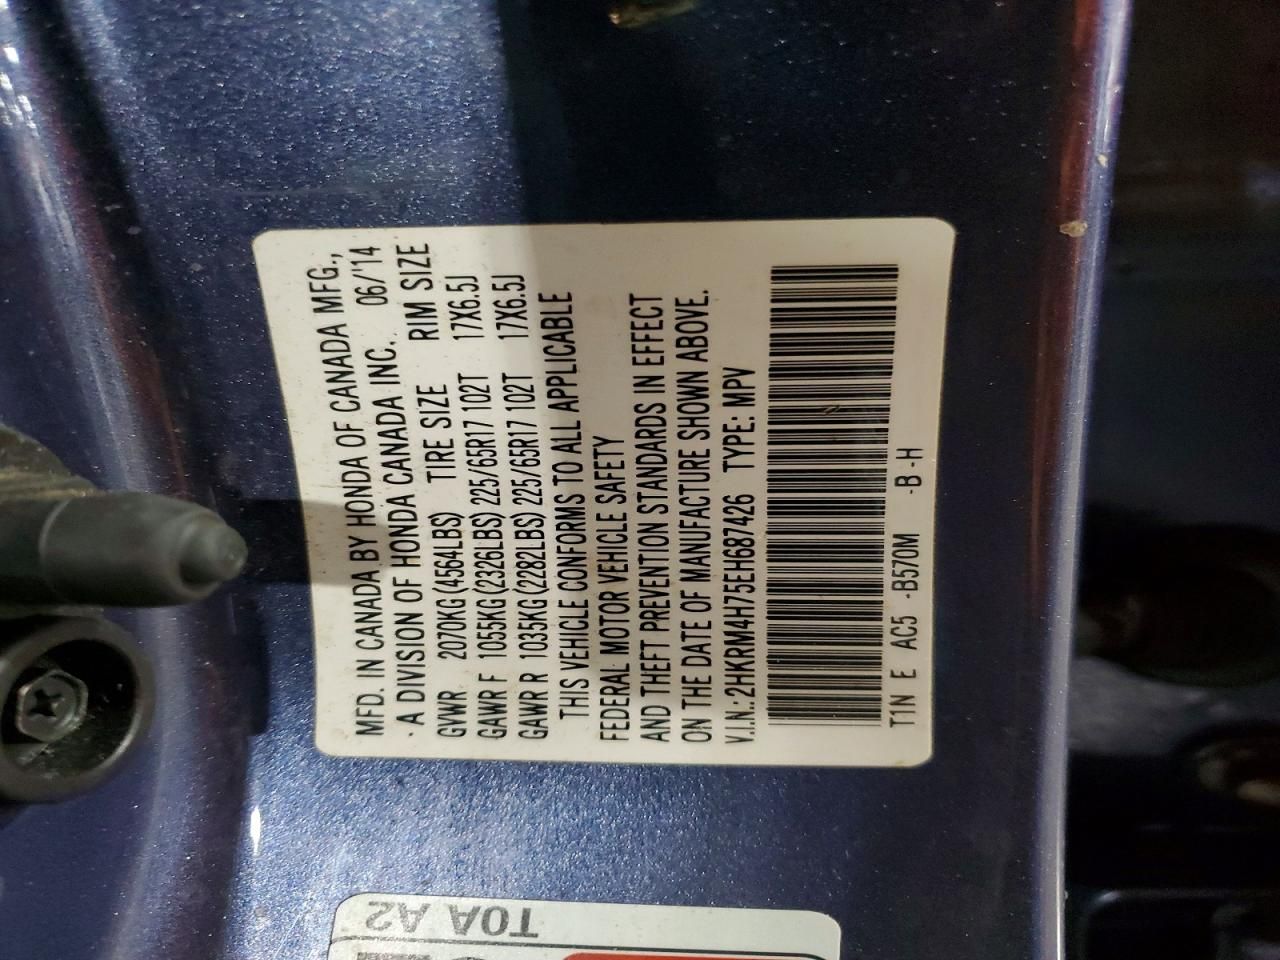 MFD. IN CANADA BY HONDA OF CANADA MFG.,
A DIVISION OF HONDA CANADA INC. 06/'14
GVWR 2070KG(4564LBS) TIRE SIZE RIM SIZE
GAWR F 1055KG(2326LBS) 225/65R17 102T 17X6.5J
GAWR R 1035KG(2282LBS) 225/65R17 102T 17X6.5J
THIS VEHICLE CONFORMS TO ALL APPLICABLE
FEDERAL MOTOR VEHICLE SAFETY
AND THEFT PREVENTION STANDARDS IN EFFECT
ON THE DATE OF MANUFACTURE SHOWN ABOVE.
V.I.N.:2HKRM4H75EH687426 TYPE: MPV
T1N E AC5 -B570M -B-H
T0A A2